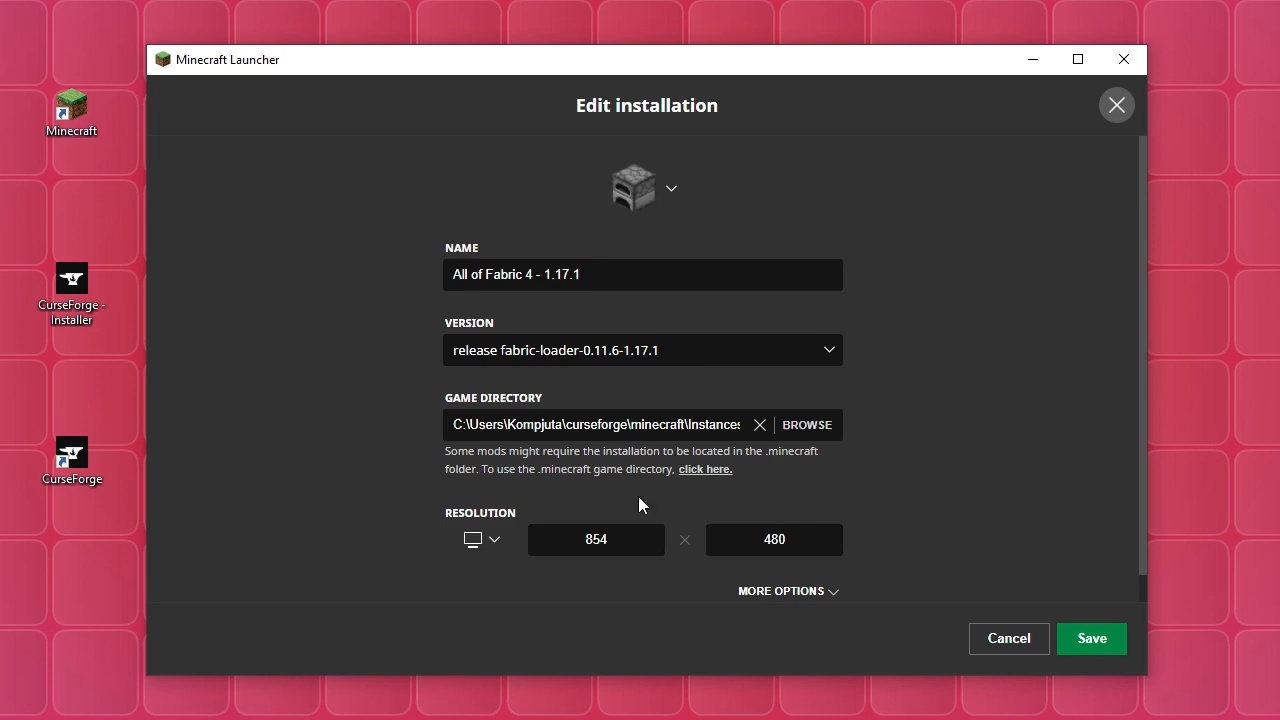 Minecraft Launcher
Edit installation
Minecraft
NAME
All of Fabric 4 - 1.17.1
CurseForge -
Installer
VERSION
release fabric-loader-0.11.6-1.17.1
GAME DIRECTORY
C:\Users\Kompjuta\curseforge\minecraft\Instances BROWSE
Some mods might require the installation to be located in the .minecraft
folder. To use the .minecraft game directory, click here.
CurseForge
RESOLUTION
854 × 480
MORE OPTIONS
Cancel Save